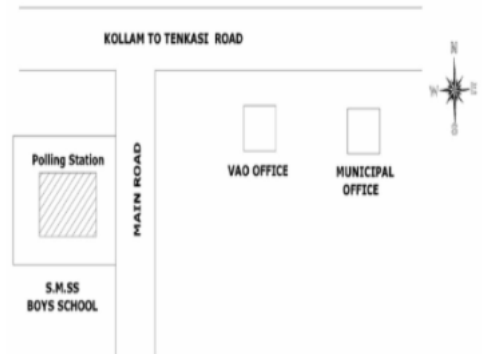 KOLLAM TO TENKASI ROAD
Polling Station
MAIN ROAD
VAO OFFICE
MUNICIPAL
OFFICE
S.M.SS
BOYS SCHOOL